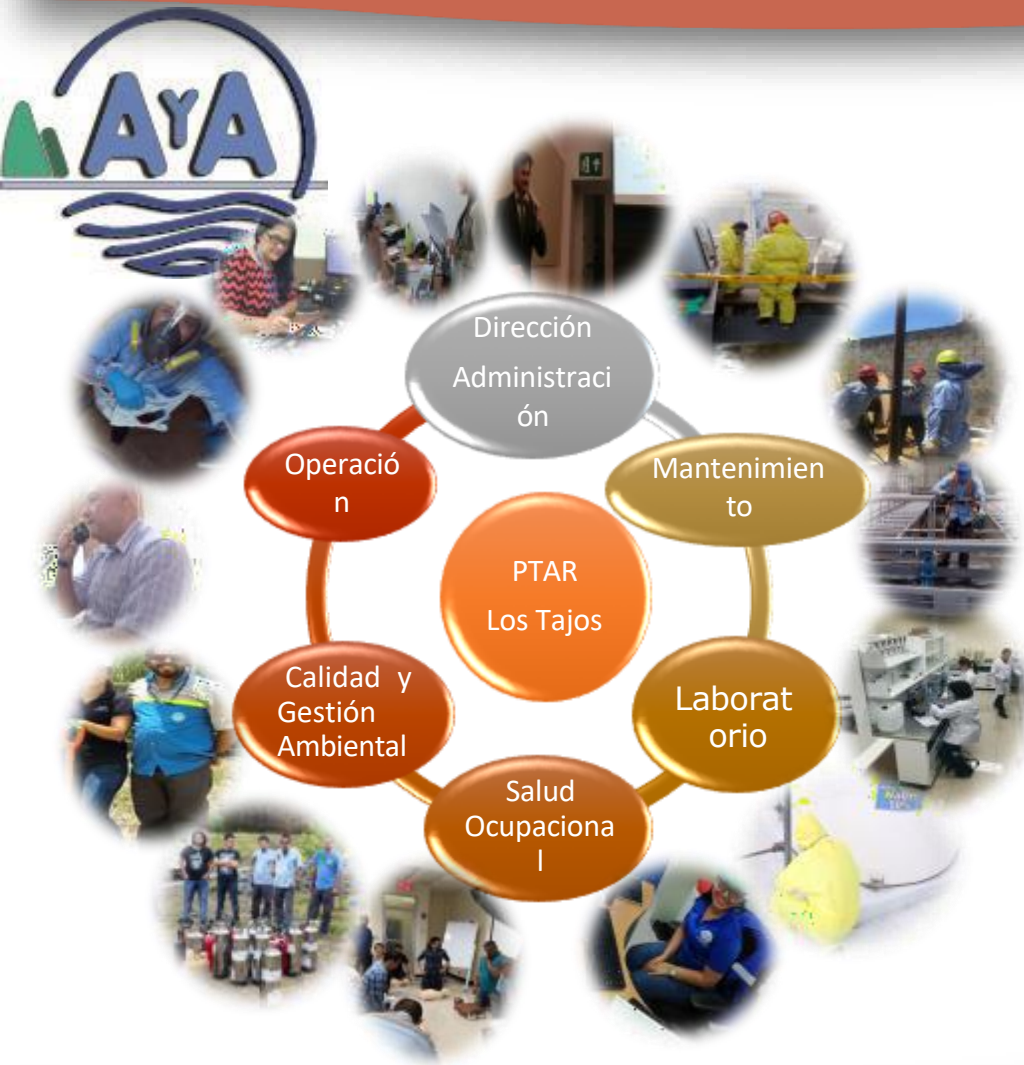 AYA
Dirección
Administraci
ón
Mantenimien
to
Laborat
orio
Salud
Ocupaciona
l
Calidad y
Gestión
Ambiental
Operació
n
PTAR
Los Tajos